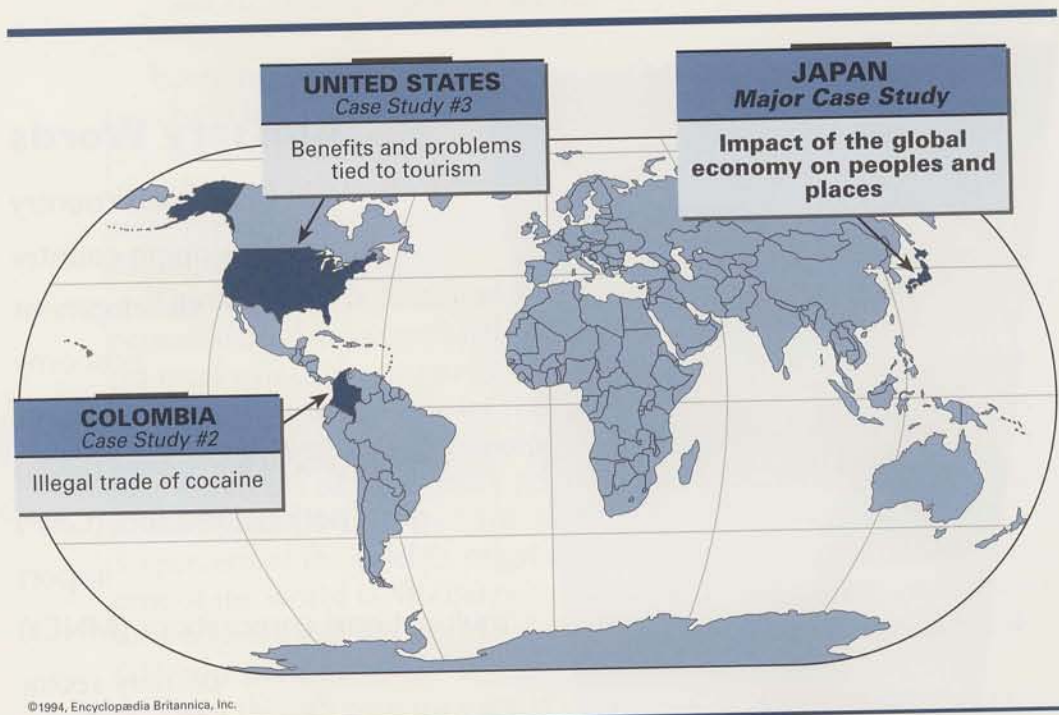 UNITED STATES
Case Study #3
Benefits and problems
tied to tourism
JAPAN
Major Case Study
Impact of the global
economy on peoples and
places
COLOMBIA
Case Study #2
Illegal trade of cocaine
©1994, Encyclopædia Britannica, Inc.